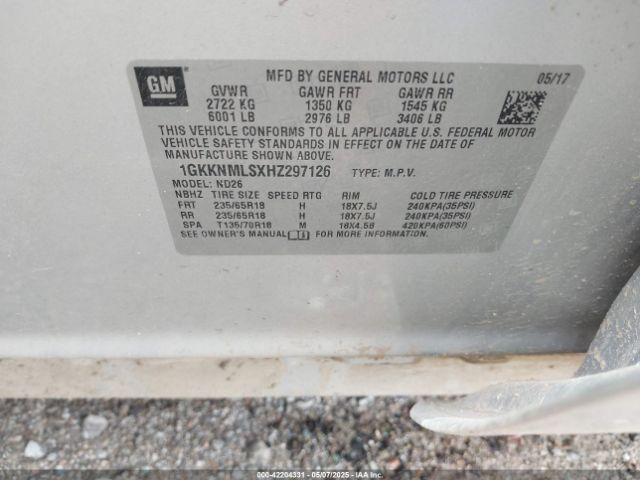 GM
MFD BY GENERAL MOTORS LLC 05/17
GVWR GAWR FRT GAWR RR
2722 KG 1350 KG 1545 KG
6001 LB 2976 LB 3406 LB
THIS VEHICLE CONFORMS TO ALL APPLICABLE U.S. FEDERAL MOTOR
VEHICLE SAFETY STANDARDS IN EFFECT ON THE DATE OF
MANUFACTURE SHOWN ABOVE.
1GKKNMLSXHZ297126 TYPE: M.P.V.
MODEL: ND26
NBHZ TIRE SIZE SPEED RTG RIM COLD TIRE PRESSURE
FRT 235/65R18 H 18X7.5J 240KPA(35PSI)
RR 235/65R18 H 18X7.5J 240KPA(35PSI)
SPA T135/70R18 M 18X4.5B 420KPA(60PSI)
SEE OWNER'S MANUAL FOR MORE INFORMATION.
000-42204331 - 05/07/2025 - IAA Inc.